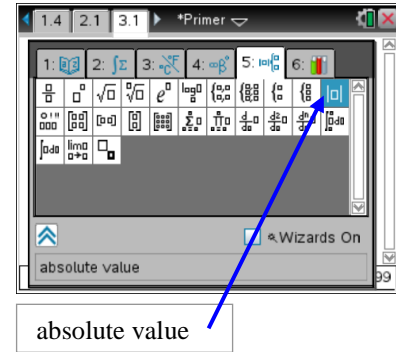 1.4 2.1 3.1 *Primer
1: 2: ∫Σ 3: 4: ∞β° 5: 6:
Wizards On
absolute value
99
absolute value